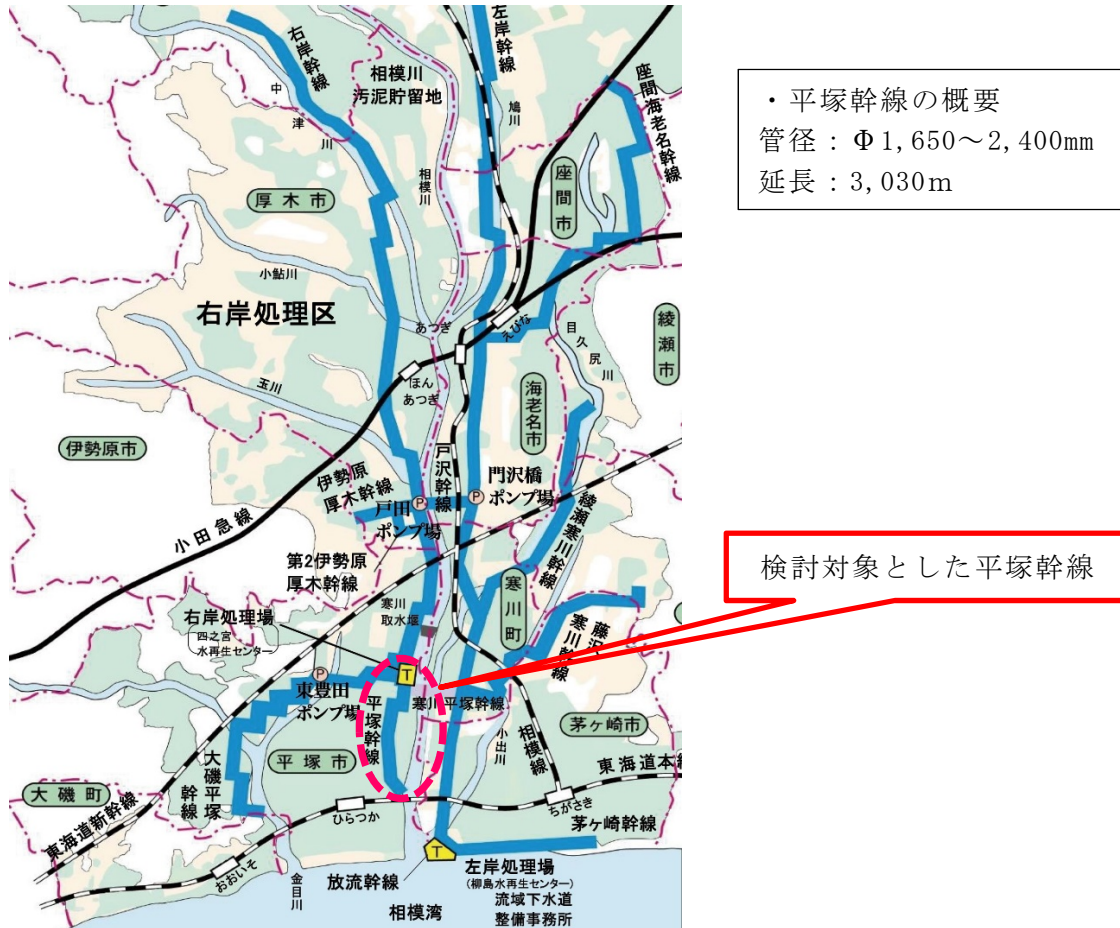 右岸幹線
中津川
相模川
汚泥貯留地
左岸幹線
鳩川
座間海老名幹線
相模川
座間市
厚木市
小鮎川
右岸処理区
あつぎ
えびな
目久尻川
綾瀬市
玉川
ほん
あつぎ
海老名市
伊勢原市
戸沢幹線
伊勢原
厚木幹線
門沢橋
ポンプ場
P
P
戸田
ポンプ場
綾瀬寒川幹線
小田急線
第2伊勢原
厚木幹線
寒川
取水堰
寒川町
藤沢
寒川幹線
右岸処理場
四之宮
水再生センター
P
T
東豊田
ポンプ場
平塚幹線
寒川平塚幹線
小出川
相模線
茅ヶ崎市
大磯平塚
幹線
平塚市
東海道本線
大磯町
東海道新幹線
ひらつか
ちがさき
茅ヶ崎幹線
おおいそ
金目川
T
放流幹線
左岸処理場
(柳島水再生センター)
流域下水道
整備事務所
相模湾
・平塚幹線の概要
管径：Φ1,650～2,400mm
延長：3,030m
検討対象とした平塚幹線